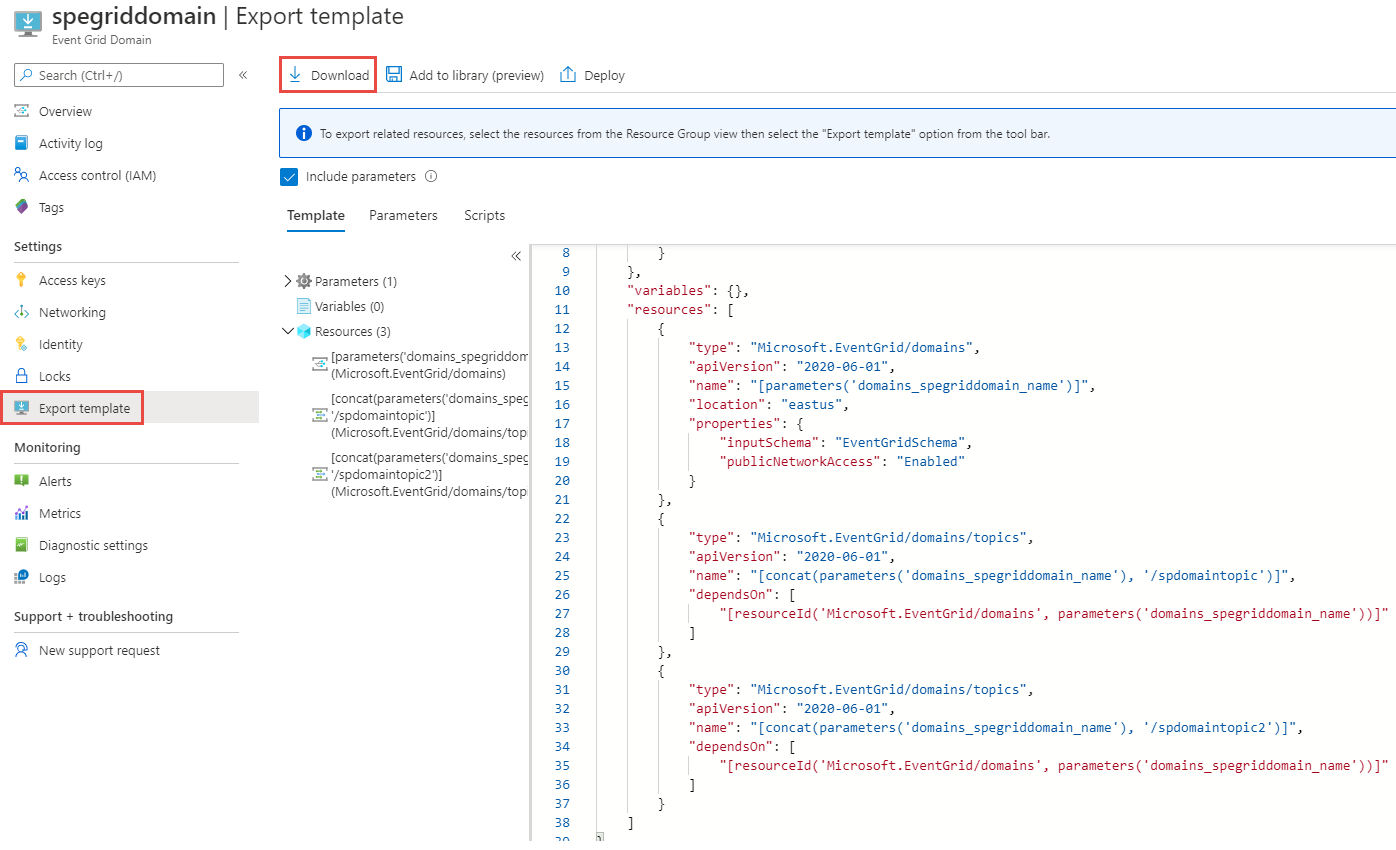 spegriddomain | Export template
Event Grid Domain
Search (Ctrl+/)
«
Overview
Activity log
Access control (IAM)
Tags
Settings
Access keys
Networking
Identity
Locks
Export template
Monitoring
Alerts
Metrics
Diagnostic settings
Logs
Support + troubleshooting
New support request
Download
Add to library (preview)
Deploy
To export related resources, select the resources from the Resource Group view then select the "Export template" option from the tool bar.
Include parameters
Template Parameters Scripts
«
Parameters (1)
Variables (0)
Resources (3)
[parameters('domains_spegriddom
(Microsoft.EventGrid/domains)
[concat(parameters('domains_speg
'/spdomaintopic')]
(Microsoft.EventGrid/domains/top
[concat(parameters('domains_speg
'/spdomaintopic2')]
(Microsoft.EventGrid/domains/top
8 }
9 },
10 "variables": {},
11 "resources": [
12 {
13 "type": "Microsoft.EventGrid/domains",
14 "apiVersion": "2020-06-01",
15 "name": "[parameters('domains_spegriddomain_name')]",
16 "location": "eastus",
17 "properties": {
18 "inputSchema": "EventGridSchema",
19 "publicNetworkAccess": "Enabled"
20 }
21 },
22 {
23 "type": "Microsoft.EventGrid/domains/topics",
24 "apiVersion": "2020-06-01",
25 "name": "[concat(parameters('domains_spegriddomain_name'), '/spdomaintopic')]",
26 "dependsOn": [
27 "[resourceId('Microsoft.EventGrid/domains', parameters('domains_spegriddomain_name'))]"
28 ]
29 },
30 {
31 "type": "Microsoft.EventGrid/domains/topics",
32 "apiVersion": "2020-06-01",
33 "name": "[concat(parameters('domains_spegriddomain_name'), '/spdomaintopic2')]",
34 "dependsOn": [
35 "[resourceId('Microsoft.EventGrid/domains', parameters('domains_spegriddomain_name'))]"
36 ]
37 }
38 ]
39 }